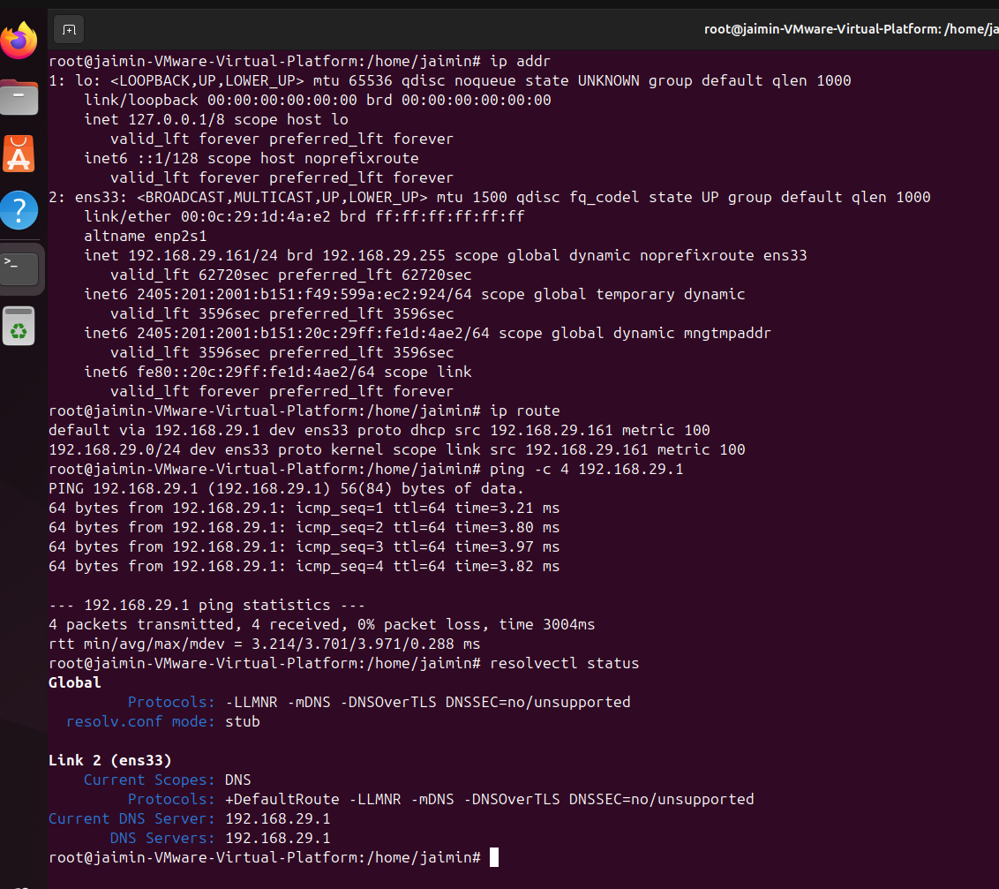 root@jaimin-VMware-Virtual-Platform: /home/ja
root@jaimin-VMware-Virtual-Platform:/home/jaimin# ip addr
1: lo: <LOOPBACK,UP,LOWER_UP> mtu 65536 qdisc noqueue state UNKNOWN group default qlen 1000
    link/loopback 00:00:00:00:00:00 brd 00:00:00:00:00:00
    inet 127.0.0.1/8 scope host lo
       valid_lft forever preferred_lft forever
    inet6 ::1/128 scope host noprefixroute
       valid_lft forever preferred_lft forever
2: ens33: <BROADCAST,MULTICAST,UP,LOWER_UP> mtu 1500 qdisc fq_codel state UP group default qlen 1000
    link/ether 00:0c:29:1d:4a:e2 brd ff:ff:ff:ff:ff:ff
    altname enp2s1
    inet 192.168.29.161/24 brd 192.168.29.255 scope global dynamic noprefixroute ens33
       valid_lft 62720sec preferred_lft 62720sec
    inet6 2405:201:2001:b151:f49:599a:ec2:924/64 scope global temporary dynamic
       valid_lft 3596sec preferred_lft 3596sec
    inet6 2405:201:2001:b151:20c:29ff:fe1d:4ae2/64 scope global dynamic mngtmpaddr
       valid_lft 3596sec preferred_lft 3596sec
    inet6 fe80::20c:29ff:fe1d:4ae2/64 scope link
       valid_lft forever preferred_lft forever
root@jaimin-VMware-Virtual-Platform:/home/jaimin# ip route
default via 192.168.29.1 dev ens33 proto dhcp src 192.168.29.161 metric 100
192.168.29.0/24 dev ens33 proto kernel scope link src 192.168.29.161 metric 100
root@jaimin-VMware-Virtual-Platform:/home/jaimin# ping -c 4 192.168.29.1
PING 192.168.29.1 (192.168.29.1) 56(84) bytes of data.
64 bytes from 192.168.29.1: icmp_seq=1 ttl=64 time=3.21 ms
64 bytes from 192.168.29.1: icmp_seq=2 ttl=64 time=3.80 ms
64 bytes from 192.168.29.1: icmp_seq=3 ttl=64 time=3.97 ms
64 bytes from 192.168.29.1: icmp_seq=4 ttl=64 time=3.82 ms

--- 192.168.29.1 ping statistics ---
4 packets transmitted, 4 received, 0% packet loss, time 3004ms
rtt min/avg/max/mdev = 3.214/3.701/3.971/0.288 ms
root@jaimin-VMware-Virtual-Platform:/home/jaimin# resolvectl status
Global
         Protocols: -LLMNR -mDNS -DNSOverTLS DNSSEC=no/unsupported
  resolv.conf mode: stub

Link 2 (ens33)
    Current Scopes: DNS
         Protocols: +DefaultRoute -LLMNR -mDNS -DNSOverTLS DNSSEC=no/unsupported
Current DNS Server: 192.168.29.1
       DNS Servers: 192.168.29.1
root@jaimin-VMware-Virtual-Platform:/home/jaimin#